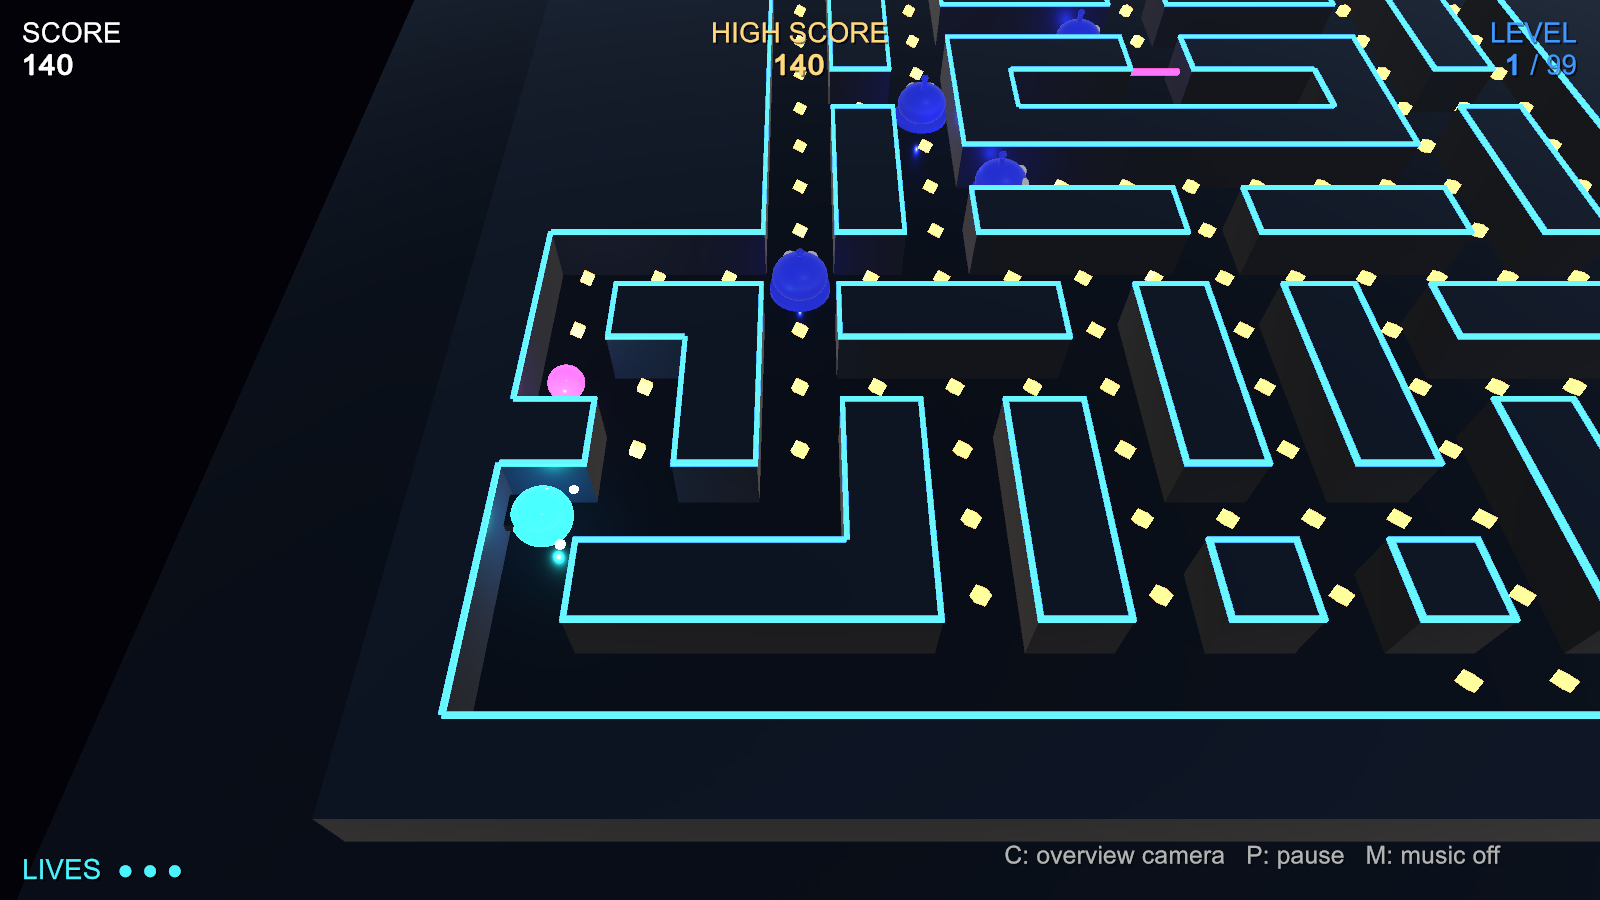 SCORE
140
HIGH SCORE
140
LEVEL
1 / 99
LIVES
C: overview camera P: pause M: music off